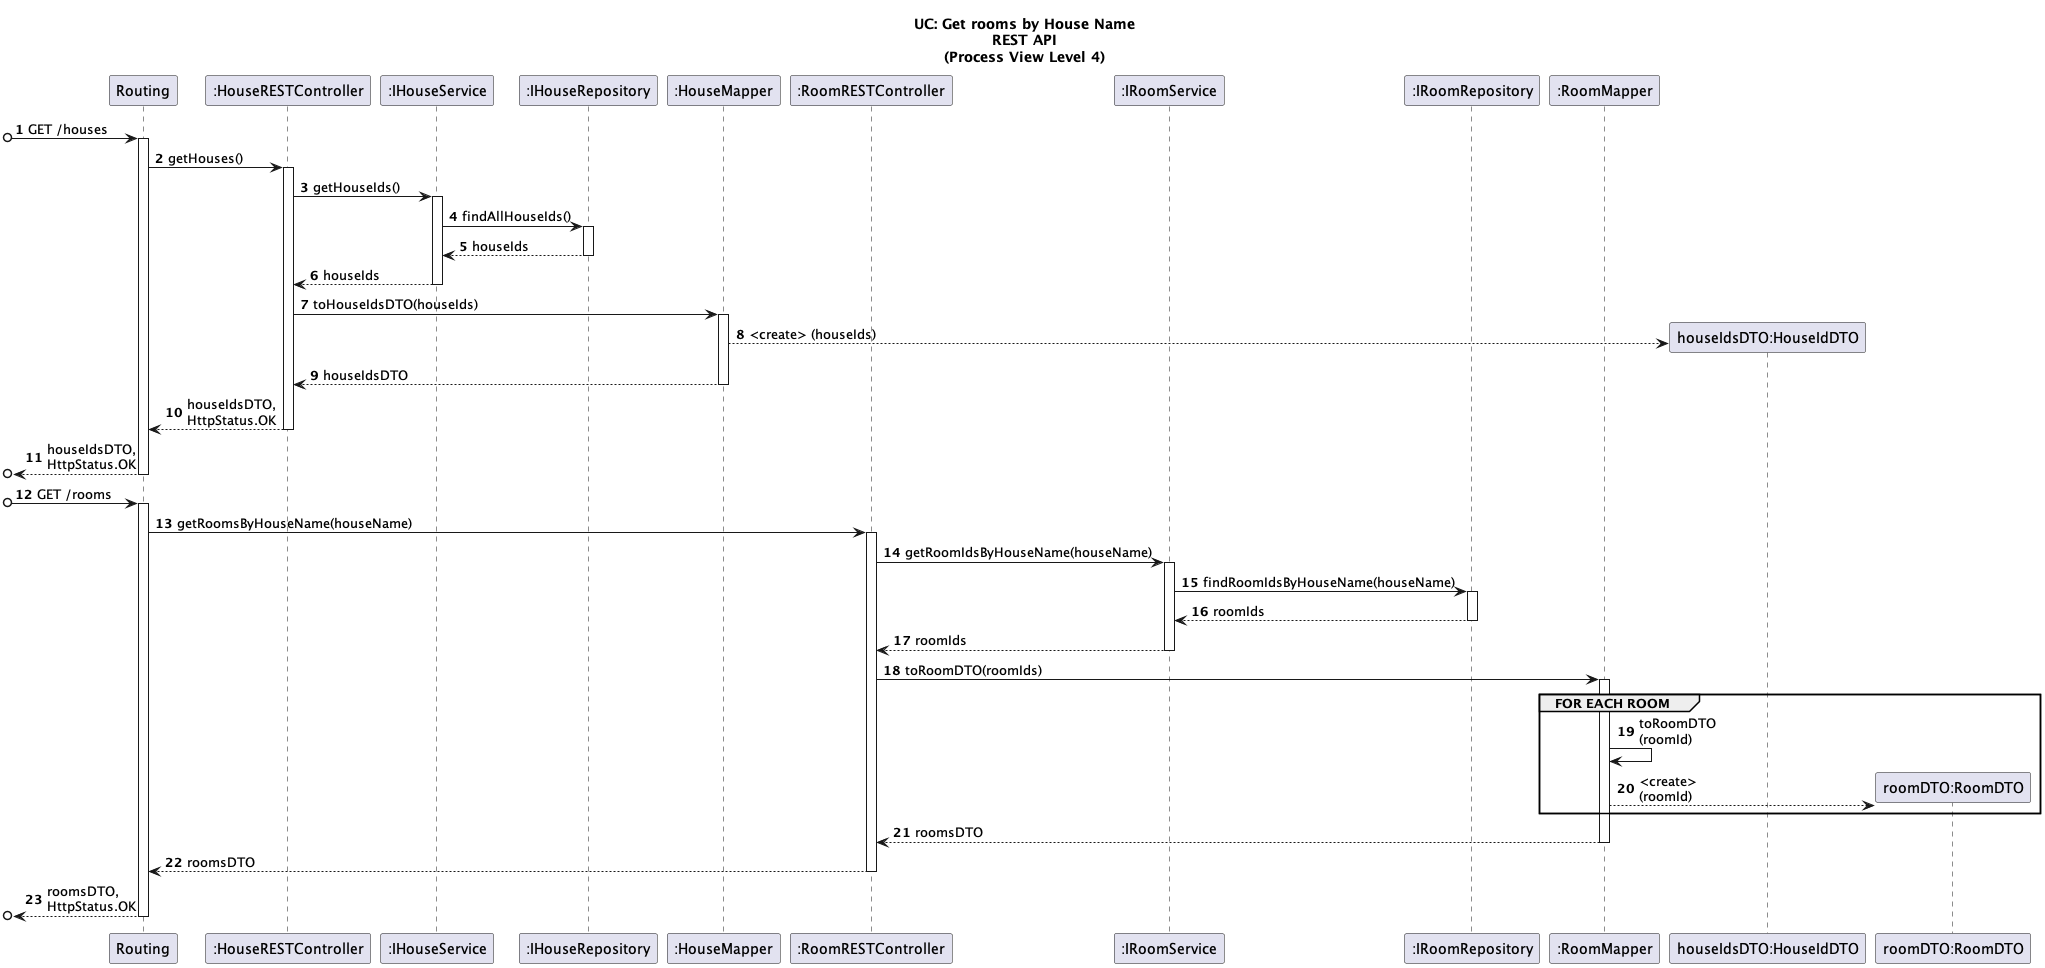 UC: Get rooms by House Name
REST API
(Process View Level 4)
Routing
:HouseRESTController
:IHouseService
:IHouseRepository
:HouseMapper
:RoomRESTController
:IRoomService
:IRoomRepository
:RoomMapper
1 GET /houses
2 getHouses()
3 getHouseIds()
4 findAllHouseIds()
5 houseIds
6 houseIds
7 toHouseIdsDTO(houseIds)
8 <create> (houseIds)
houseIdsDTO:HouseIdDTO
9 houseIdsDTO
10 houseIdsDTO,
HttpStatus.OK
11 houseIdsDTO,
HttpStatus.OK
12 GET /rooms
13 getRoomsByHouseName(houseName)
14 getRoomIdsByHouseName(houseName)
15 findRoomIdsByHouseName(houseName)
16 roomIds
17 roomIds
18 toRoomDTO(roomIds)
FOR EACH ROOM
19 toRoomDTO
(roomId)
20 <create>
(roomId)
roomDTO:RoomDTO
21 roomsDTO
22 roomsDTO
23 roomsDTO,
HttpStatus.OK
Routing
:HouseRESTController
:IHouseService
:IHouseRepository
:HouseMapper
:RoomRESTController
:IRoomService
:IRoomRepository
:RoomMapper
houseIdsDTO:HouseIdDTO
roomDTO:RoomDTO